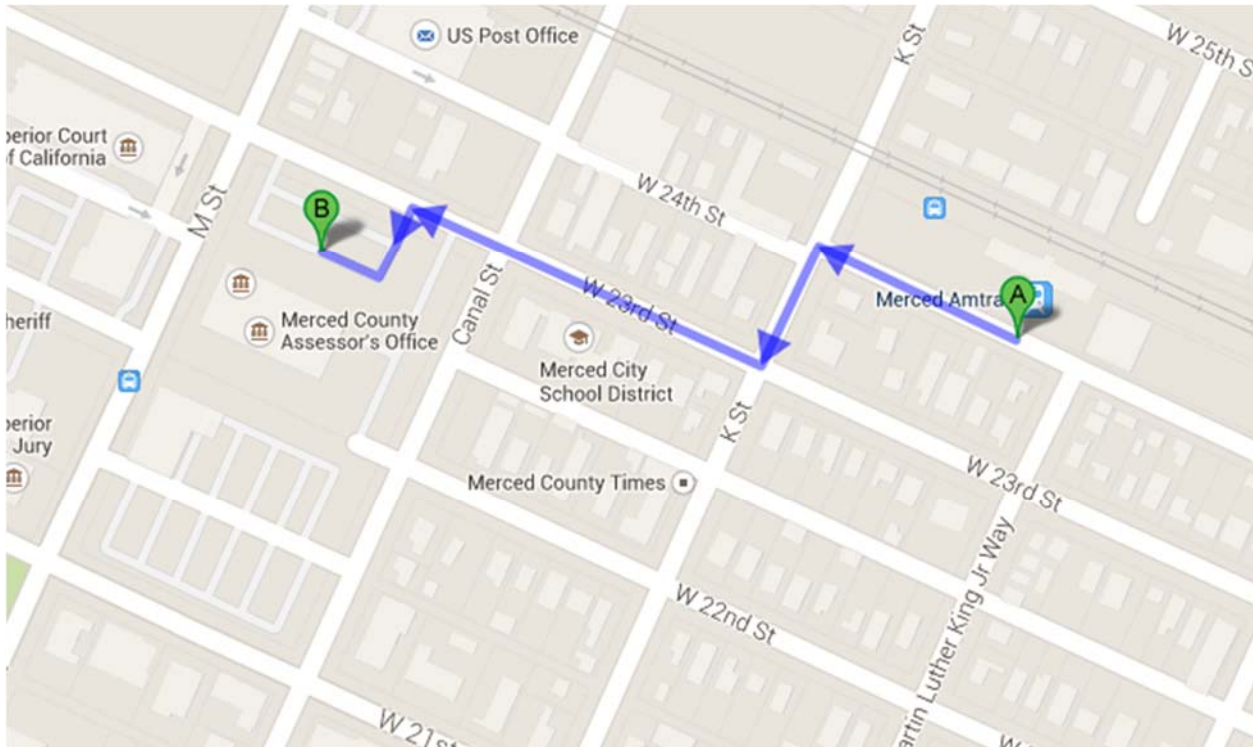 US Post Office
K St
W 25th S
perior Court
of California
M St
W 24th St
B
A
Merced Amtra
W 23rd St
Canal St
heriff
Merced County
Assessor's Office
Merced City
School District
perior
Jury
K St
Merced County Times
W 23rd St
W 22nd St
artin Luther King Jr Way
W 21st